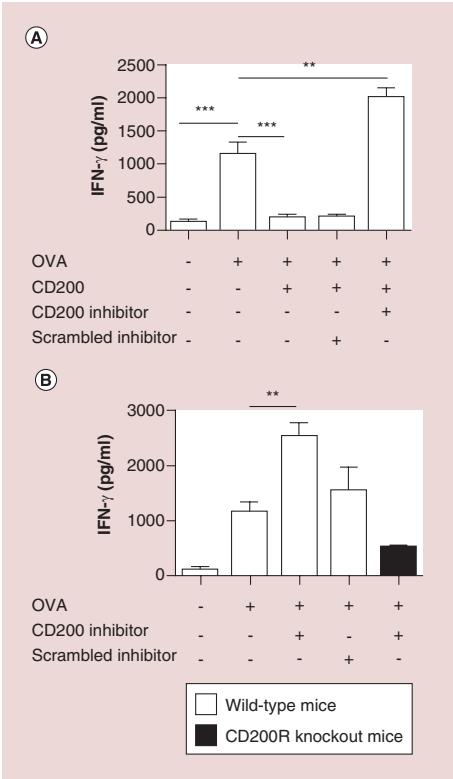 A
2500
2000
1500
1000
500
0
IFN-γ (pg/ml)
***
***
**
OVA - + + + +
CD200 - - + + +
CD200 inhibitor - - - - +
Scrambled inhibitor - - - + -
B
3000
2000
1000
0
IFN-γ (pg/ml)
**
OVA - + + + +
CD200 inhibitor - - + - +
Scrambled inhibitor - - - + -
Wild-type mice
CD200R knockout mice